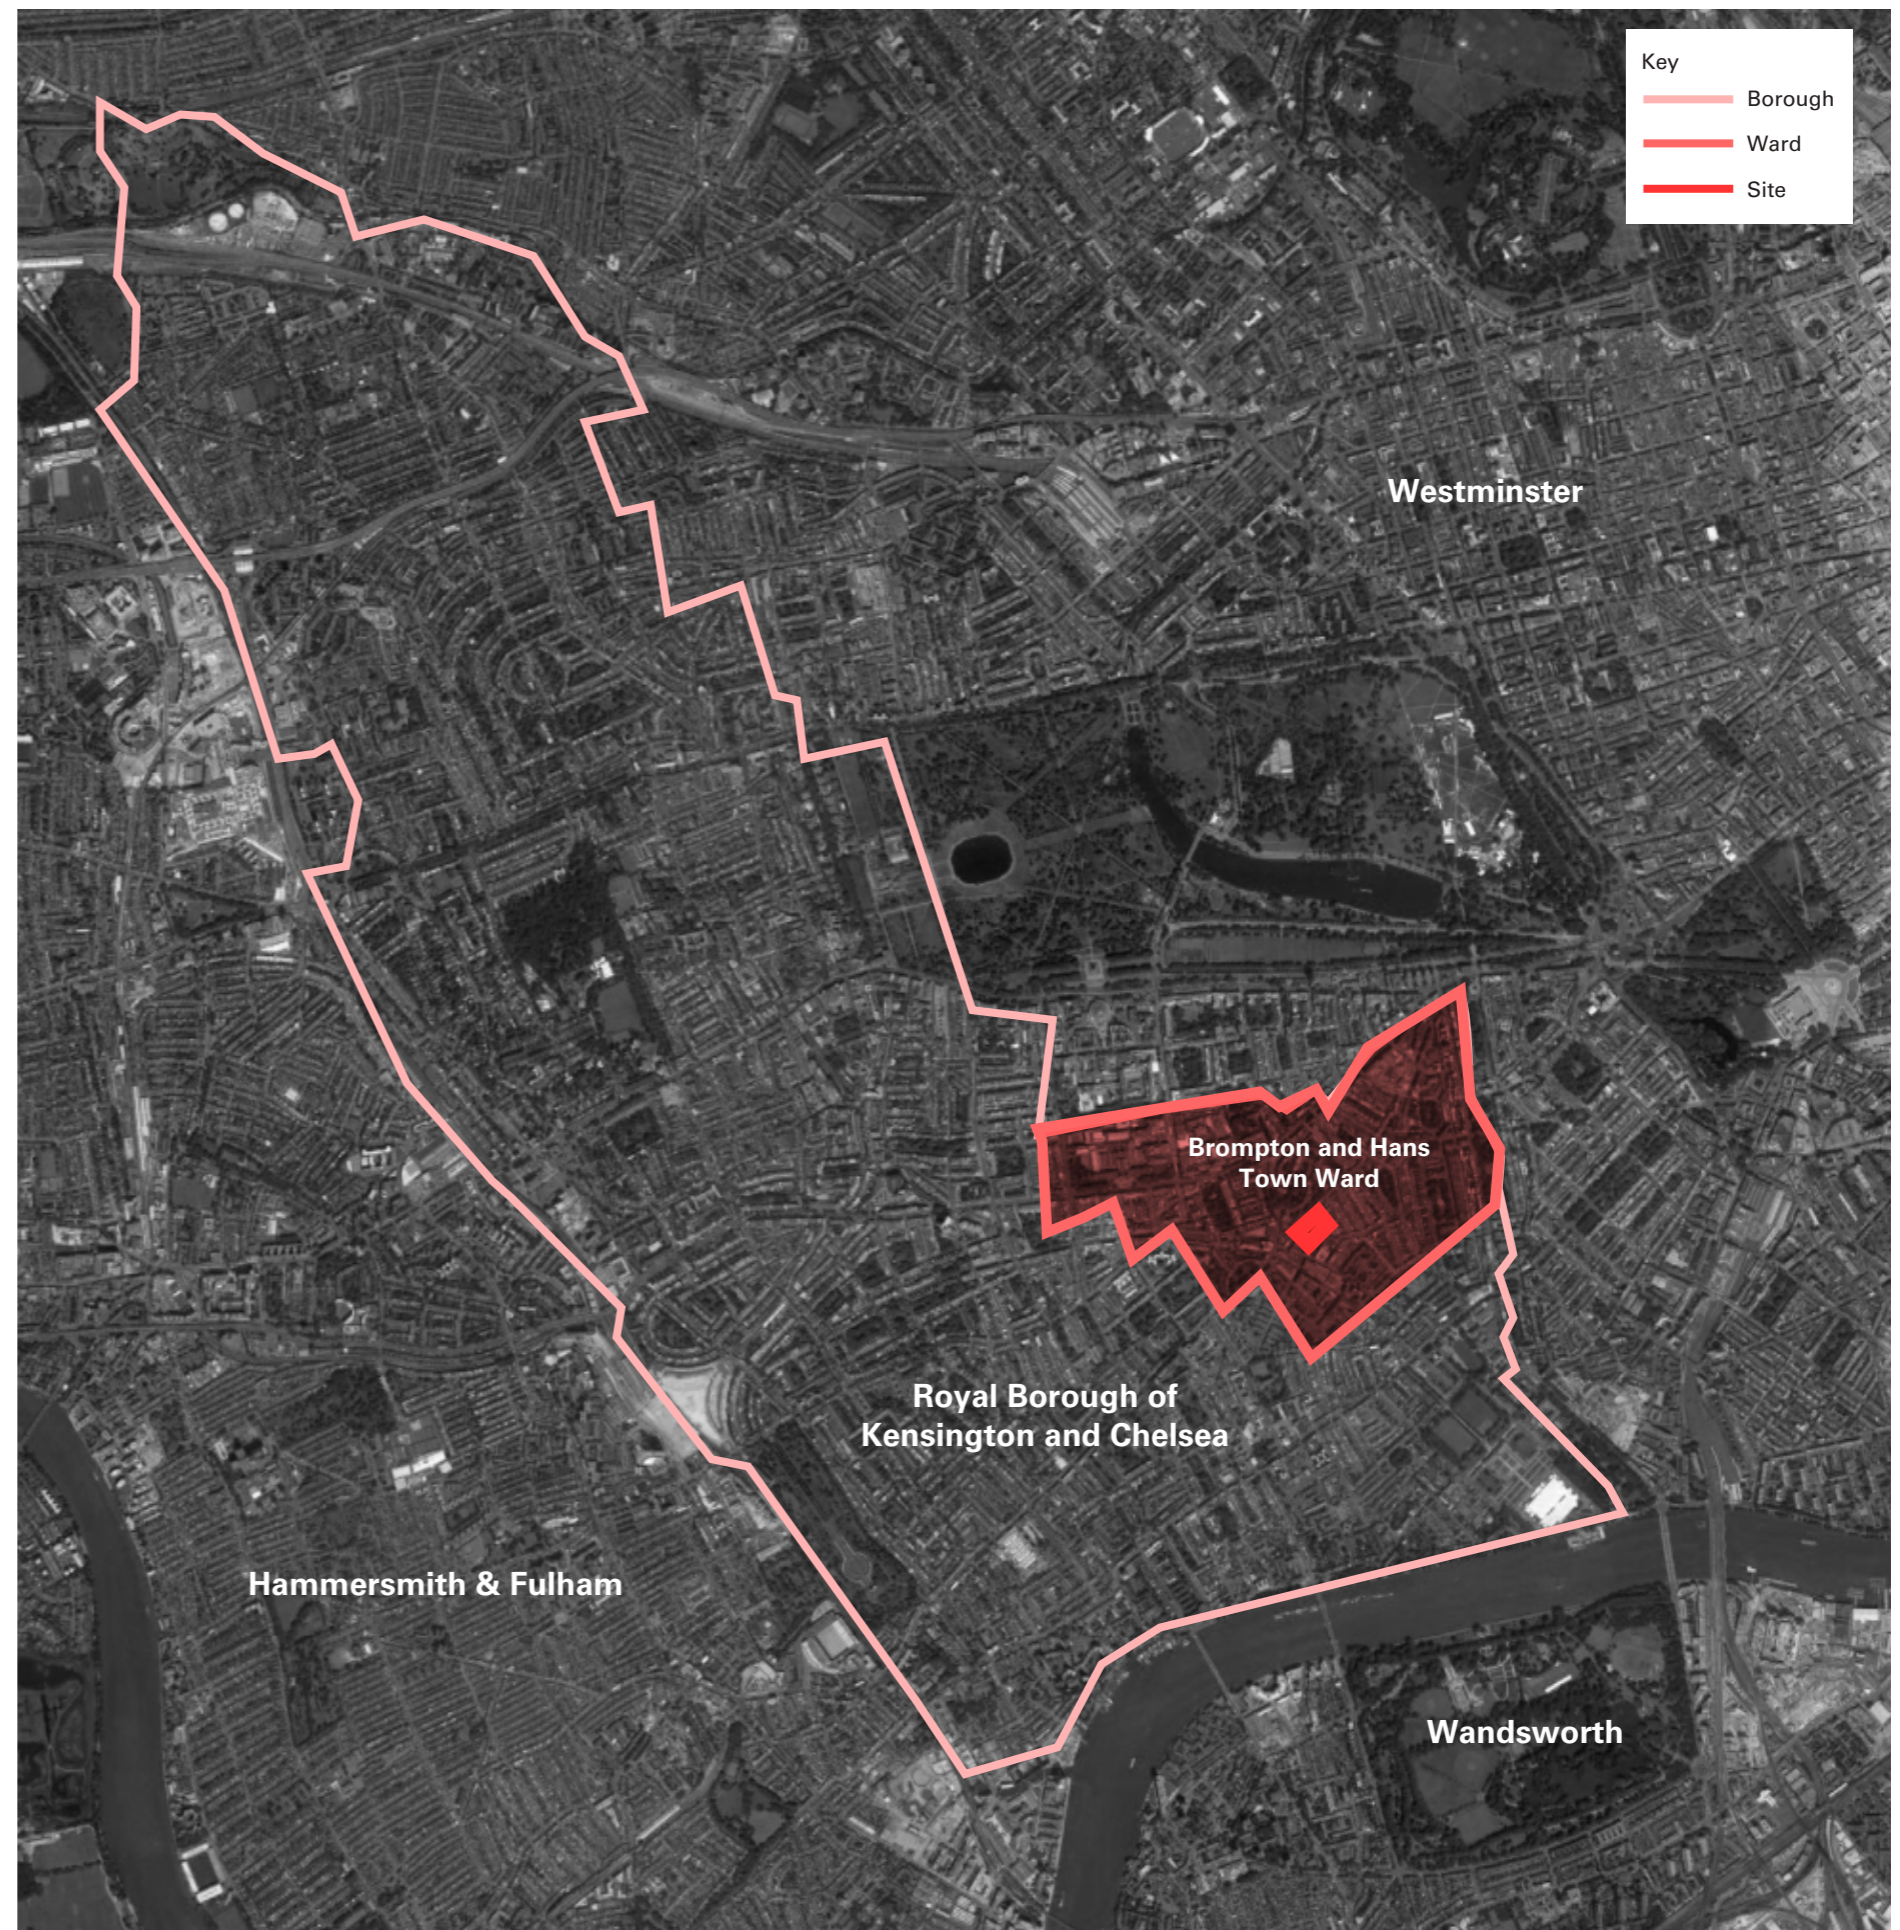 Key
Borough
Ward
Site
Westminster
Brompton and Hans
Town Ward
Royal Borough of
Kensington and Chelsea
Hammersmith & Fulham
Wandsworth